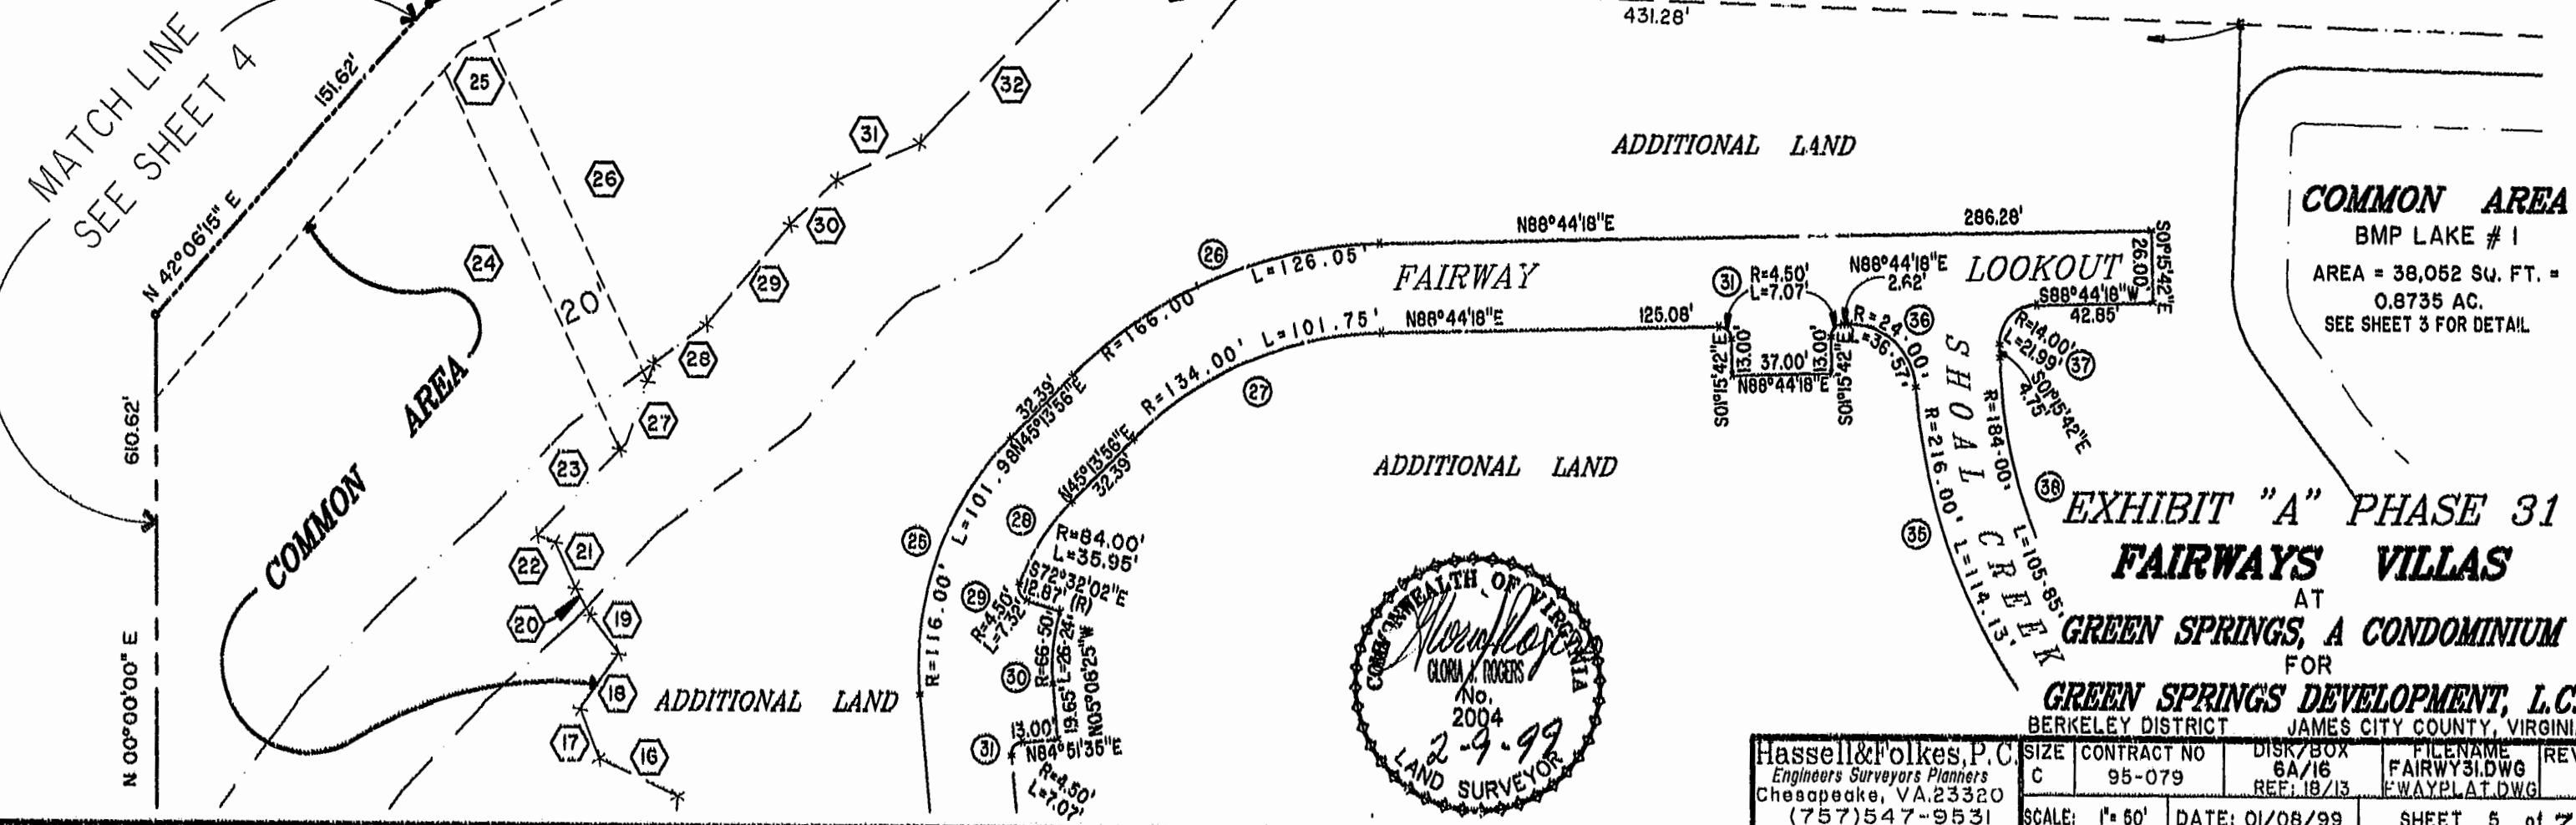 MATCH LINE
SEE SHEET 4
151.62'
N 42°06'15" E
610.62'
N 00°00'00" E
25
26
24
20'
COMMON AREA
32
31
30
29
28
27
23
22
21
20
19
18
17
16
COMMON
ADDITIONAL LAND
431.28'
ADDITIONAL LAND
N88°44'18"E
286.28'
S01°15'42"E
26.00'
FAIRWAY
LOOKOUT
26
L=126.05'
R=166.00'
32.39'
N45°13'56"E
L=101.98
25
R=116.00'
L=101.75'
R=134.00'
27
N88°44'18"E
125.08'
N45°13'56"E
32.39'
28
R=84.00'
L=35.95'
S72°32'02"E
12.87' (R)
29
R=4.50'
L=7.32'
30
R=66.50'
L=26.24'
19.65'
N05°06'25"W
13.00'
N84°51'35"E
31
R=4.50'
L=7.07'
31
R=4.50'
L=7.07'
S01°15'42"E
13.00'
37.00'
N88°44'18"E
13.00'
S01°15'42"E
N88°44'18"E
2.62'
R=24.00'
L=36.57'
36
S88°44'18"W
42.85'
R=14.00'
L=21.99'
37
S01°15'42"E
4.75'
SHOAL CREEK
R=184.00'
L=105.85'
38
R=216.00' L=114.13'
35
ADDITIONAL LAND
COMMON AREA
BMP LAKE # 1
AREA = 38,052 SQ. FT. =
0.8735 AC.
SEE SHEET 3 FOR DETAIL
COMMONWEALTH OF VIRGINIA
GLORIA J. ROGERS
No.
2004
2-9-99
LAND SURVEYOR
EXHIBIT "A" PHASE 31
FAIRWAYS VILLAS
AT
GREEN SPRINGS, A CONDOMINIUM
FOR
GREEN SPRINGS DEVELOPMENT, L.C.
BERKELEY DISTRICT JAMES CITY COUNTY, VIRGINI
Hassell&Folkes, P.C.
Engineers Surveyors Planners
Chesapeake, VA.23320
(757)547-9531
SIZE
C
CONTRACT NO
95-079
DISK/BOX
6A/16
REF: 18/13
FILENAME
FAIRWY31.DWG
FWAYPLAT.DWG
REV
SCALE: 1"= 50'
DATE: 01/08/99
SHEET 5 of